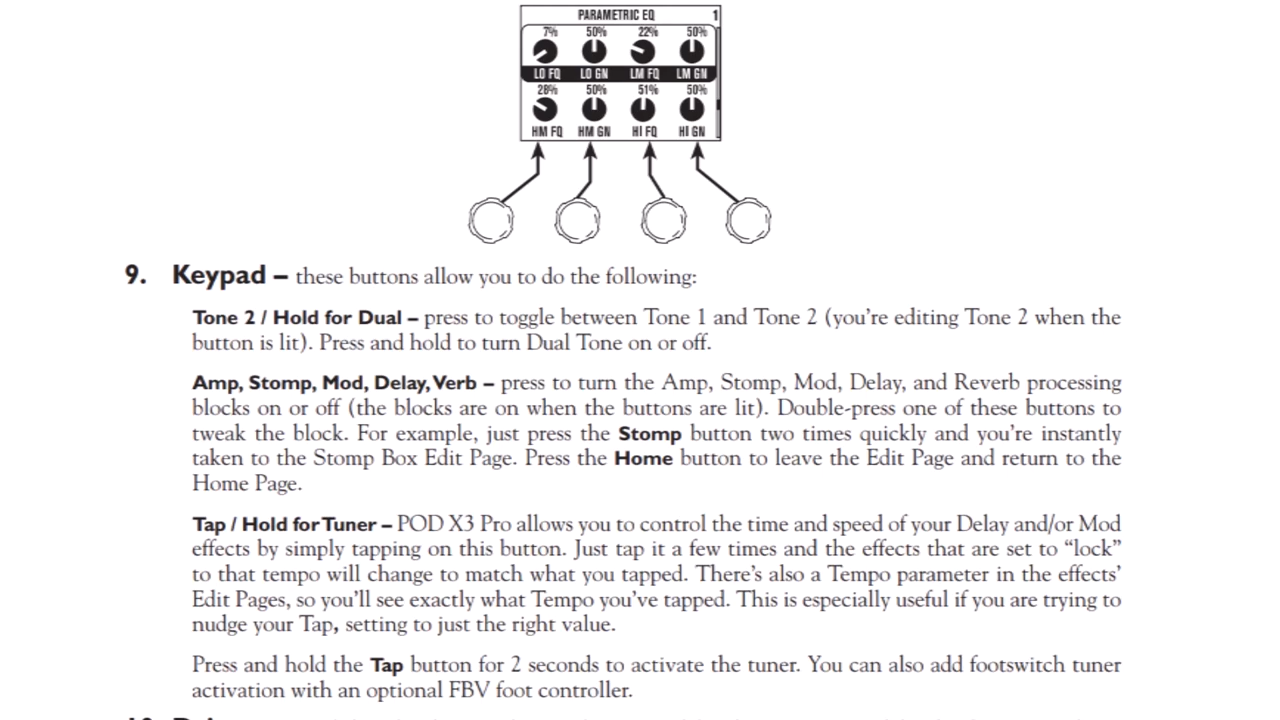 PARAMETRIC EQ 1
7% 50% 22% 50%
LO FQ LO GN LM FQ LM GN
28% 50% 51% 50%
HM FQ HM GN HI FQ HI GN
9. Keypad – these buttons allow you to do the following:
Tone 2 / Hold for Dual – press to toggle between Tone 1 and Tone 2 (you’re editing Tone 2 when the
button is lit). Press and hold to turn Dual Tone on or off.
Amp, Stomp, Mod, Delay, Verb – press to turn the Amp, Stomp, Mod, Delay, and Reverb processing
blocks on or off (the blocks are on when the buttons are lit). Double-press one of these buttons to
tweak the block. For example, just press the Stomp button two times quickly and you’re instantly
taken to the Stomp Box Edit Page. Press the Home button to leave the Edit Page and return to the
Home Page.
Tap / Hold for Tuner – POD X3 Pro allows you to control the time and speed of your Delay and/or Mod
effects by simply tapping on this button. Just tap it a few times and the effects that are set to “lock”
to that tempo will change to match what you tapped. There’s also a Tempo parameter in the effects’
Edit Pages, so you’ll see exactly what Tempo you’ve tapped. This is especially useful if you are trying to
nudge your Tap, setting to just the right value.
Press and hold the Tap button for 2 seconds to activate the tuner. You can also add footswitch tuner
activation with an optional FBV foot controller.